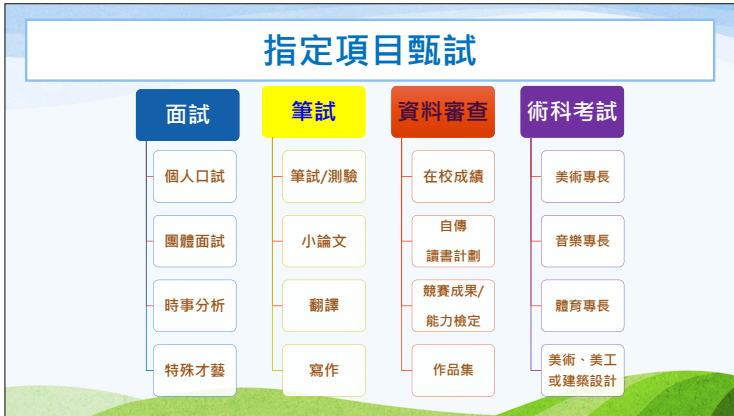 指定項目甄試
面試
個人口試
團體面試
時事分析
特殊才藝
筆試
筆試/測驗
小論文
翻譯
寫作
資料審查
在校成績
自傳
讀書計劃
競賽成果/
能力檢定
作品集
術科考試
美術專長
音樂專長
體育專長
美術、美工
或建築設計